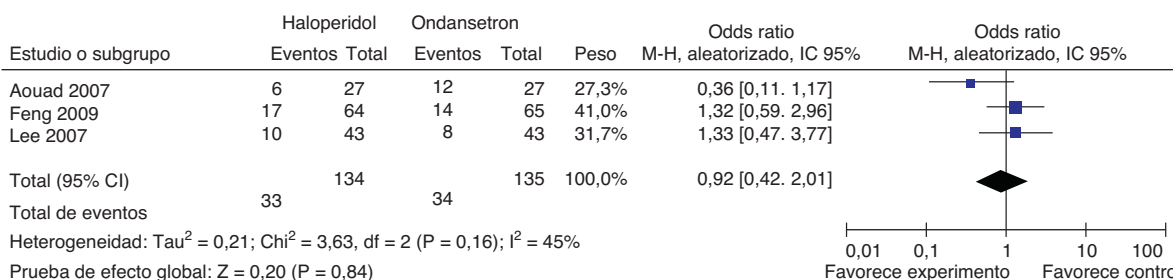 Haloperidol Ondansetron Odds ratio Odds ratio
Estudio o subgrupo Eventos Total Eventos Total Peso M-H, aleatorizado, IC 95% M-H, aleatorizado, IC 95%
Aouad 2007 6 27 12 27 27,3% 0,36 [0,11. 1,17]
Feng 2009 17 64 14 65 41,0% 1,32 [0,59. 2,96]
Lee 2007 10 43 8 43 31,7% 1,33 [0,47. 3,77]
Total (95% CI) 134 135 100,0% 0,92 [0,42. 2,01]
Total de eventos 33 34
Heterogeneidad: Tau² = 0,21; Chi² = 3,63, df = 2 (P = 0,16); I² = 45%
Prueba de efecto global: Z = 0,20 (P = 0,84)
0,01 0,1 1 10 100
Favorece experimento Favorece contro